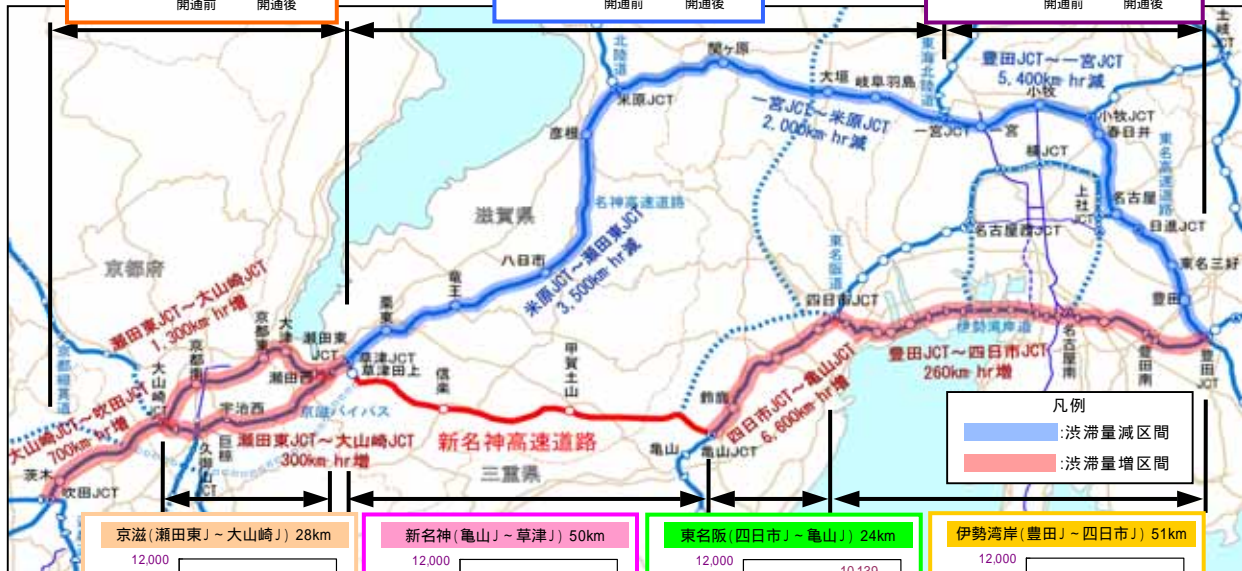 開通前 開通後
開通前 開通後
開通前 開通後
土岐JCT
北陸道
関ヶ原
東海北陸道
豊田JCT～一宮JCT
5,400km·hr減
大垣
岐阜羽島
小牧
米原JCT
一宮JCT～米原JCT
2,000km·hr減
小牧JCT
一宮JCT
一宮
春日井
彦根
楠JCT
東名高速道路
名神高速道路
上社JCT
名古屋
滋賀県
名古屋西JCT
日進JCT
京都府
八日市
米原JCT～瀬田東JCT
3,500km·hr減
東名阪道
東名三好
竜王
瀬田東JCT～大山崎JCT
1,300km·hr増
栗東
四日市JCT
豊田
京都東
大津
瀬田東JCT
伊勢湾岸道
京都縦貫道
京都南
草津JCT
草津田上
甲賀土山
名古屋南
豊田JCT～四日市JCT
260km·hr増
豊田南
豊田JCT
大山崎JCT
瀬田西
信楽
四日市JCT～亀山JCT
6,600km·hr増
鈴鹿
宇治西
京滋バイパス
大山崎JCT～吹田JCT
700km·hr増
巨椋
久御山JCT
瀬田東JCT～大山崎JCT
300km·hr増
新名神高速道路
亀山
亀山JCT
茨木
吹田JCT
三重県
凡例
:渋滞量減区間
:渋滞量増区間
京滋(瀬田東J～大山崎J) 28km
新名神(亀山J～草津J) 50km
東名阪(四日市J～亀山J) 24km
伊勢湾岸(豊田J～四日市J) 51km
12,000
12,000
12,000
10,120
12,000